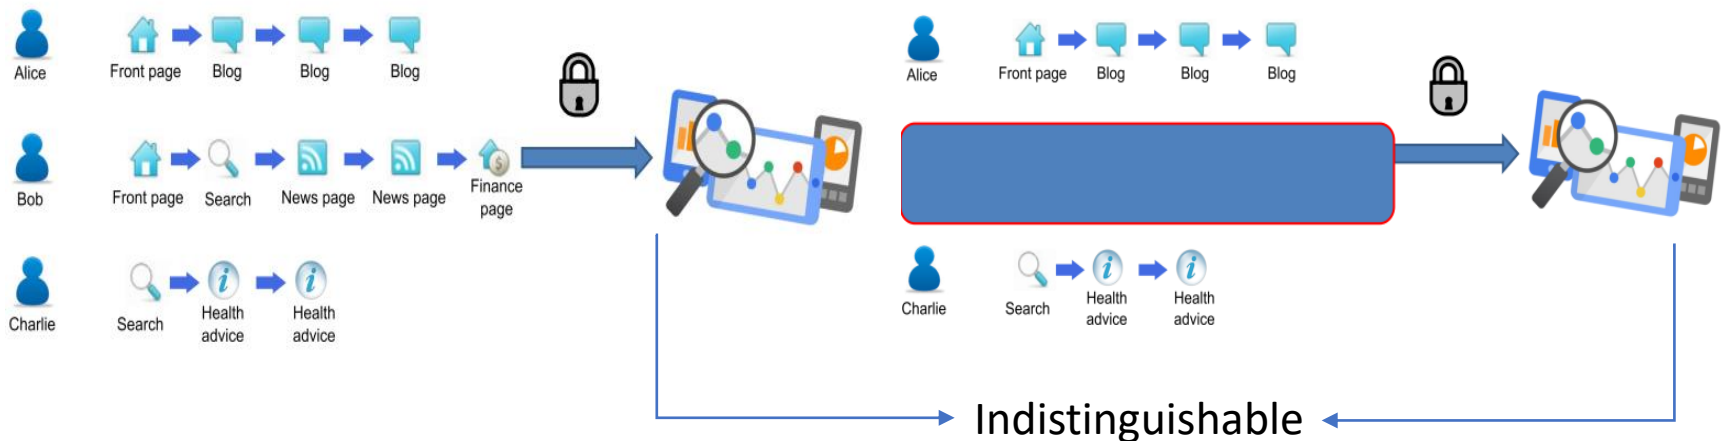 Alice
Front page Blog Blog Blog
Bob
Front page Search News page News page Finance
page
Charlie
Search Health Health
advice advice
Alice
Front page Blog Blog Blog
$
Charlie
Search Health Health
advice advice
i i
i i
Indistinguishable